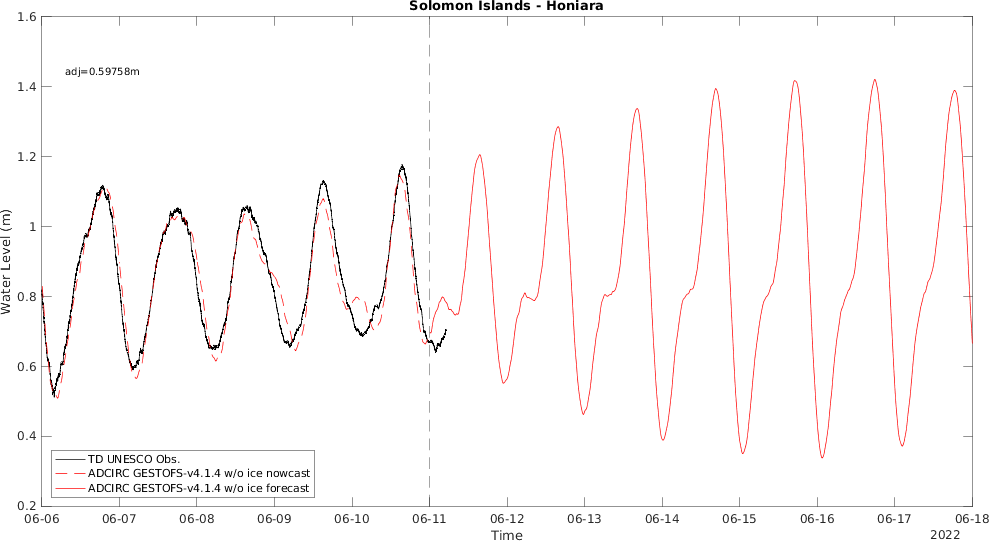 Solomon Islands - Honiara
1.6
adj=0.59758m
1.4
1.2
1
0.8
0.6
0.4
0.2
Water Level (m)
TD UNESCO Obs.
ADCIRC GESTOFS-v4.1.4 w/o ice nowcast
ADCIRC GESTOFS-v4.1.4 w/o ice forecast
06-06 06-07 06-08 06-09 06-10 06-11 06-12 06-13 06-14 06-15 06-16 06-17 06-18
Time
2022